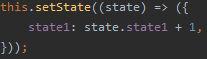 this.setState((state) => ({
    state1: state.state1 + 1,
}));